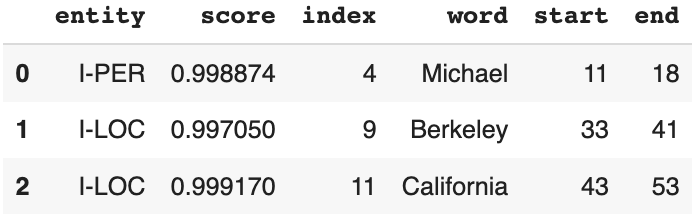 entity score index word start end
0 I-PER 0.998874 4 Michael 11 18
1 I-LOC 0.997050 9 Berkeley 33 41
2 I-LOC 0.999170 11 California 43 53